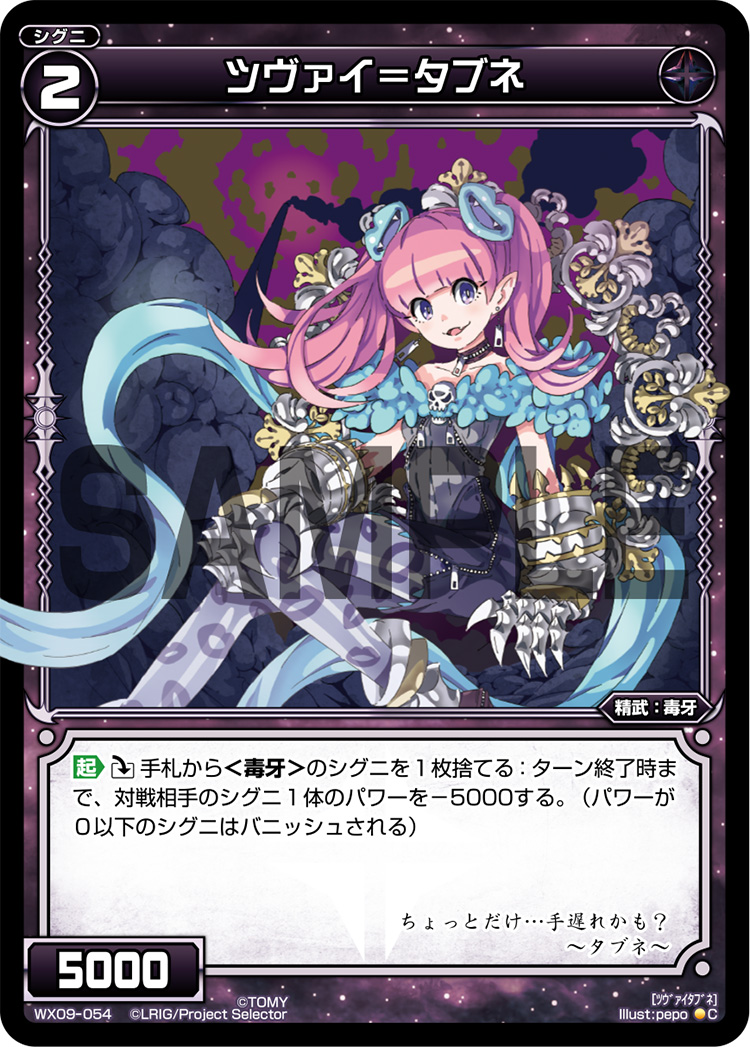 シグニ
2
ツヴァイ＝タブネ
SAMPLE
精武：毒牙
起 手札から＜毒牙＞のシグニを１枚捨てる：ターン終了時ま
で、対戦相手のシグニ１体のパワーを－5000する。（パワーが
０以下のシグニはバニッシュされる）
ちょっとだけ…手遅れかも？
～タブネ～
5000
©TOMY
[ﾂｳﾞｧｲﾀﾌﾞﾈ]
WX09-054 ©LRIG/Project Selector
Illust:pepo C